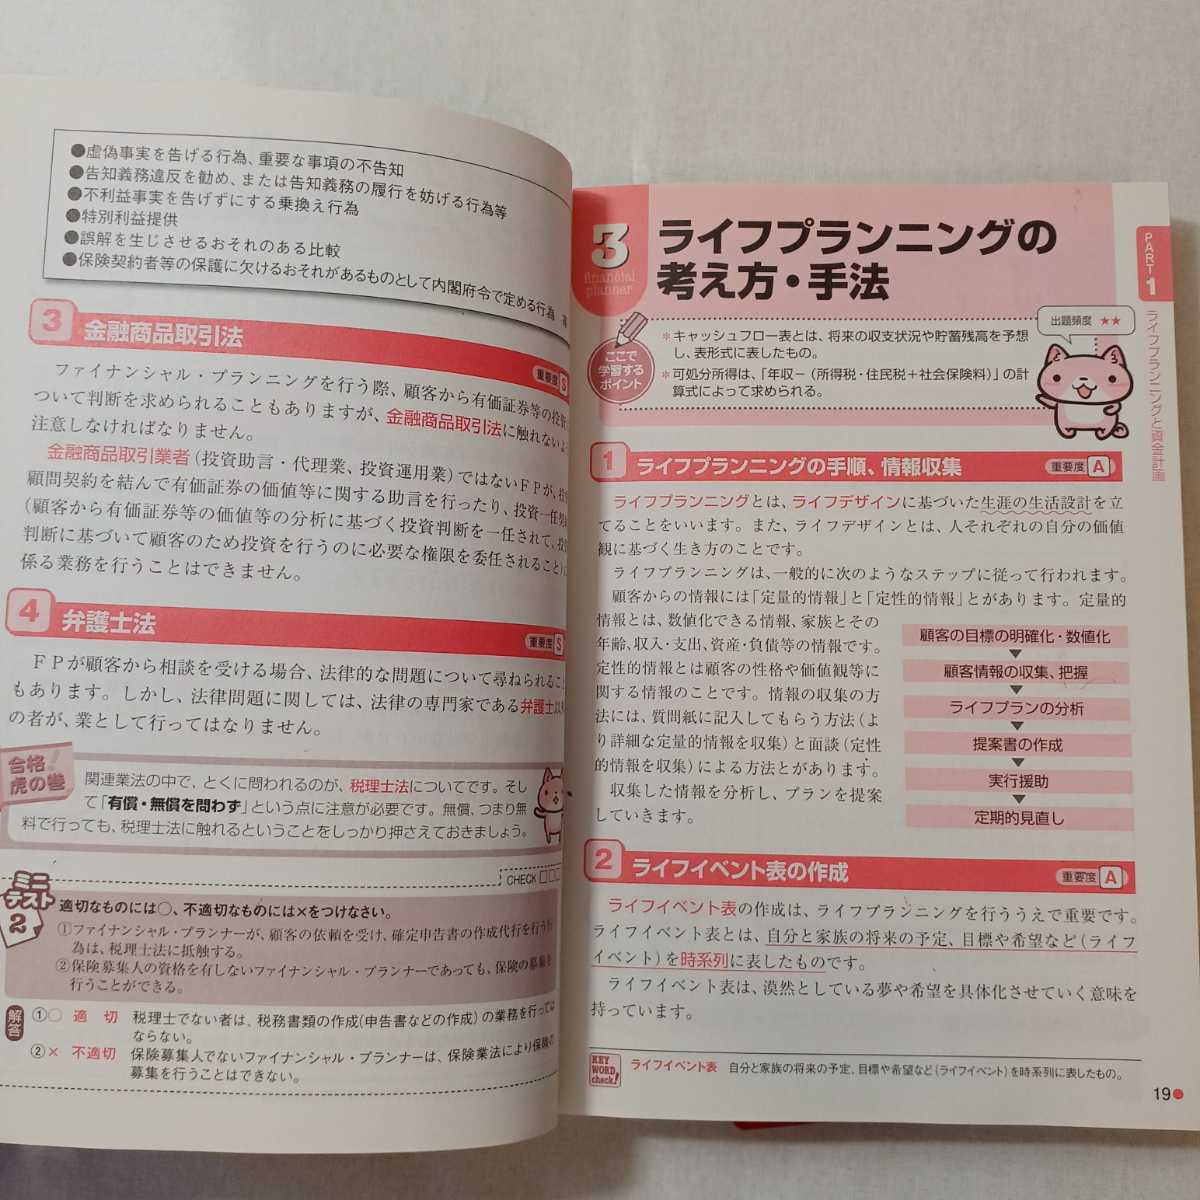 ●虚偽事実を告げる行為、重要な事項の不告知
●告知義務違反を勧め、または告知義務の履行を妨げる行為等
●不利益事実を告げずにする乗換え行為
●特別利益提供
●誤解を生じさせるおそれのある比較
●保険契約者等の保護に欠けるおそれがあるものとして内閣府令で定める行為 等
3 金融商品取引法
重要度 S
ファイナンシャル・プランニングを行う際、顧客から有価証券等の投資に
ついて判断を求められることもありますが、金融商品取引法に触れないよ
注意しなければなりません。
金融商品取引業者(投資助言・代理業、投資運用業)ではないFPが、投資
顧問契約を結んで有価証券の価値等に関する助言を行ったり、投資一任契約
(顧客から有価証券等の価値等の分析に基づく投資判断を一任されて、投資
判断に基づいて顧客のため投資を行うのに必要な権限を委任されること)に
係る業務を行うことはできません。
4 弁護士法
重要度 S
FPが顧客から相談を受ける場合、法律的な問題について尋ねられること
もあります。しかし、法律問題に関しては、法律の専門家である弁護士以外
の者が、業として行ってはなりません。
合格!
虎の巻
関連業法の中で、とくに問われるのが、税理士法についてです。そし
て「有償・無償を問わず」という点に注意が必要です。無償、つまり無
料で行っても、税理士法に触れるということをしっかり押さえておきましょう。
CHECK □□□
ミニテスト2
適切なものには○、不適切なものには×をつけなさい。
①ファイナンシャル・プランナーが、顧客の依頼を受け、確定申告書の作成代行を行う行
為は、税理士法に抵触する。
②保険募集人の資格を有しないファイナンシャル・プランナーであっても、保険の募集を
行うことができる。
解答
①○ 適切 税理士でない者は、税務書類の作成(申告書などの作成)の業務を行っては
ならない。
②× 不適切 保険募集人でないファイナンシャル・プランナーは、保険業法により保険の
募集を行うことはできない。
3
financial
planner
ライフプランニングの
考え方・手法
出題頻度 ★★
ここで
学習する
ポイント
＊キャッシュフロー表とは、将来の収支状況や貯蓄残高を予想
し、表形式に表したもの。
＊可処分所得は、「年収−(所得税・住民税＋社会保険料)」の計
算式によって求められる。
PART 1
ライフプランニングと資金計画
1 ライフプランニングの手順、情報収集
重要度 A
ライフプランニングとは、ライフデザインに基づいた生涯の生活設計を立
てることをいいます。また、ライフデザインとは、人それぞれの自分の価値
観に基づく生き方のことです。
ライフプランニングは、一般的に次のようなステップに従って行われます。
顧客からの情報には「定量的情報」と「定性的情報」とがあります。定量的
情報とは、数値化できる情報、家族とその
年齢、収入・支出、資産・負債等の情報です。
定性的情報とは顧客の性格や価値観等に
関する情報のことです。情報の収集の方
法には、質問紙に記入してもらう方法(よ
り詳細な定量的情報を収集)と面談(定性
的情報を収集)による方法とがあります。
収集した情報を分析し、プランを提案
していきます。
顧客の目標の明確化・数値化
▼
顧客情報の収集、把握
▼
ライフプランの分析
▼
提案書の作成
▼
実行援助
▼
定期的見直し
2 ライフイベント表の作成
重要度 A
ライフイベント表の作成は、ライフプランニングを行ううえで重要です。
ライフイベント表とは、自分と家族の将来の予定、目標や希望など(ライフ
イベント)を時系列に表したものです。
ライフイベント表は、漠然としている夢や希望を具体化させていく意味を
持っています。
KEY
WORD
check!
ライフイベント表 自分と家族の将来の予定、目標や希望など(ライフイベント)を時系列に表したもの。
19